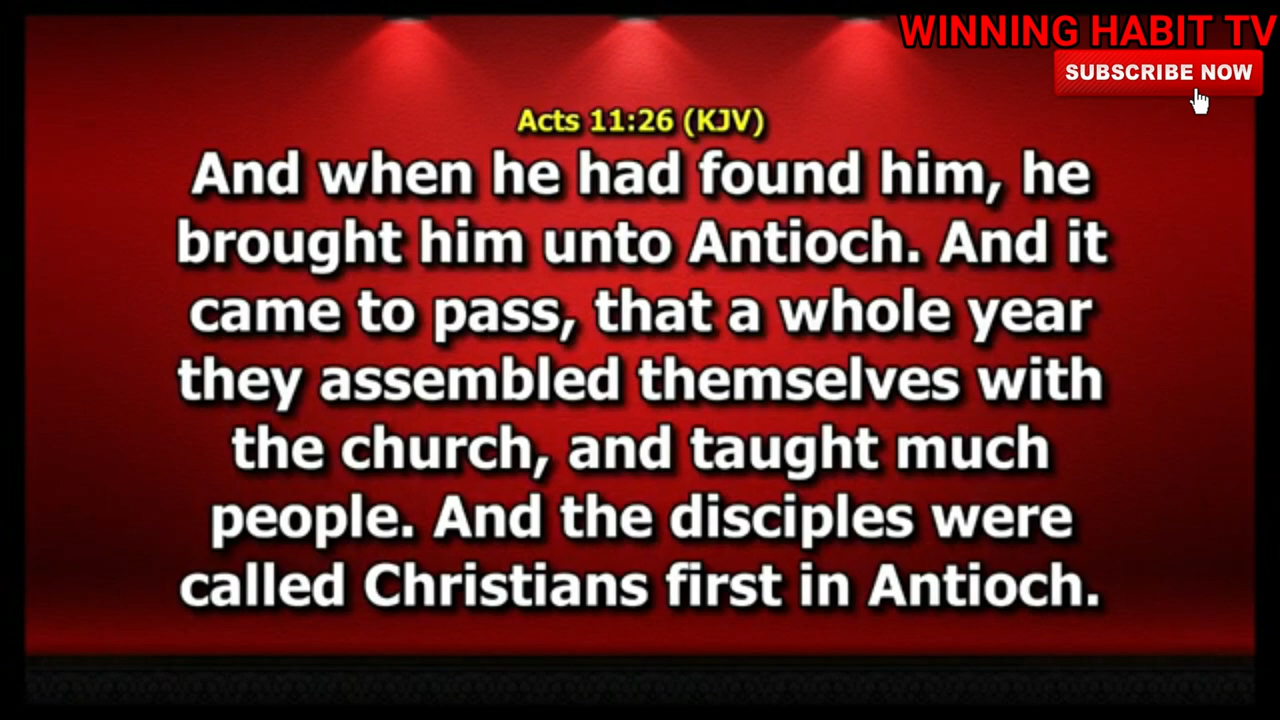 WINNING HABIT TV
SUBSCRIBE NOW
Acts 11:26 (KJV)
And when he had found him, he
brought him unto Antioch. And it
came to pass, that a whole year
they assembled themselves with
the church, and taught much
people. And the disciples were
called Christians first in Antioch.